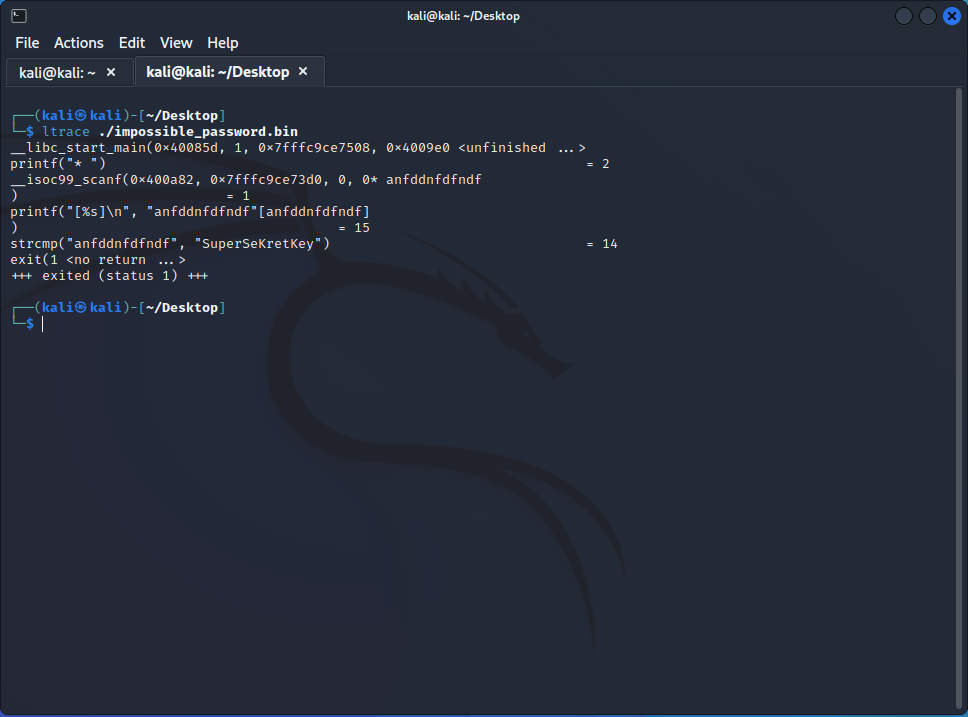 kali@kali: ~/Desktop
File Actions Edit View Help
kali@kali: ~ × kali@kali: ~/Desktop ×
┌──(kali㉿kali)-[~/Desktop]
└─$ ltrace ./impossible_password.bin
__libc_start_main(0×40085d, 1, 0×7fffc9ce7508, 0×4009e0 <unfinished ...>
printf("* ") = 2
__isoc99_scanf(0×400a82, 0×7fffc9ce73d0, 0, 0* anfddnfdfndf
) = 1
printf("[%s]\n", "anfddnfdfndf"[anfddnfdfndf]
) = 15
strcmp("anfddnfdfndf", "SuperSeKretKey") = 14
exit(1 <no return ...>
+++ exited (status 1) +++
┌──(kali㉿kali)-[~/Desktop]
└─$